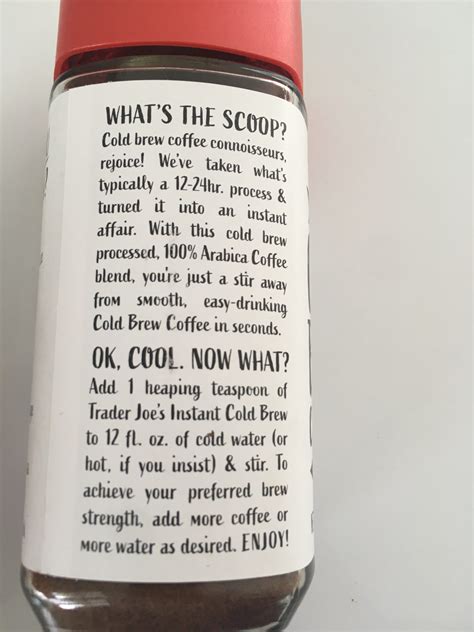 WHAT'S THE SCOOP?
Cold brew coffee connoisseurs,
rejoice! We've taken what's
typically a 12-24hr. process &
turned it into an instant
affair. With this cold brew
processed, 100% Arabica Coffee
blend, you're just a stir away
from smooth, easy-drinking
Cold Brew Coffee in seconds.
OK, COOL. NOW WHAT?
Add 1 heaping teaspoon of
Trader Joe's Instant Cold Brew
to 12 fl. oz. of cold water (or
hot, if you insist) & stir. To
achieve your preferred brew
strength, add more coffee or
more water as desired. ENJOY!